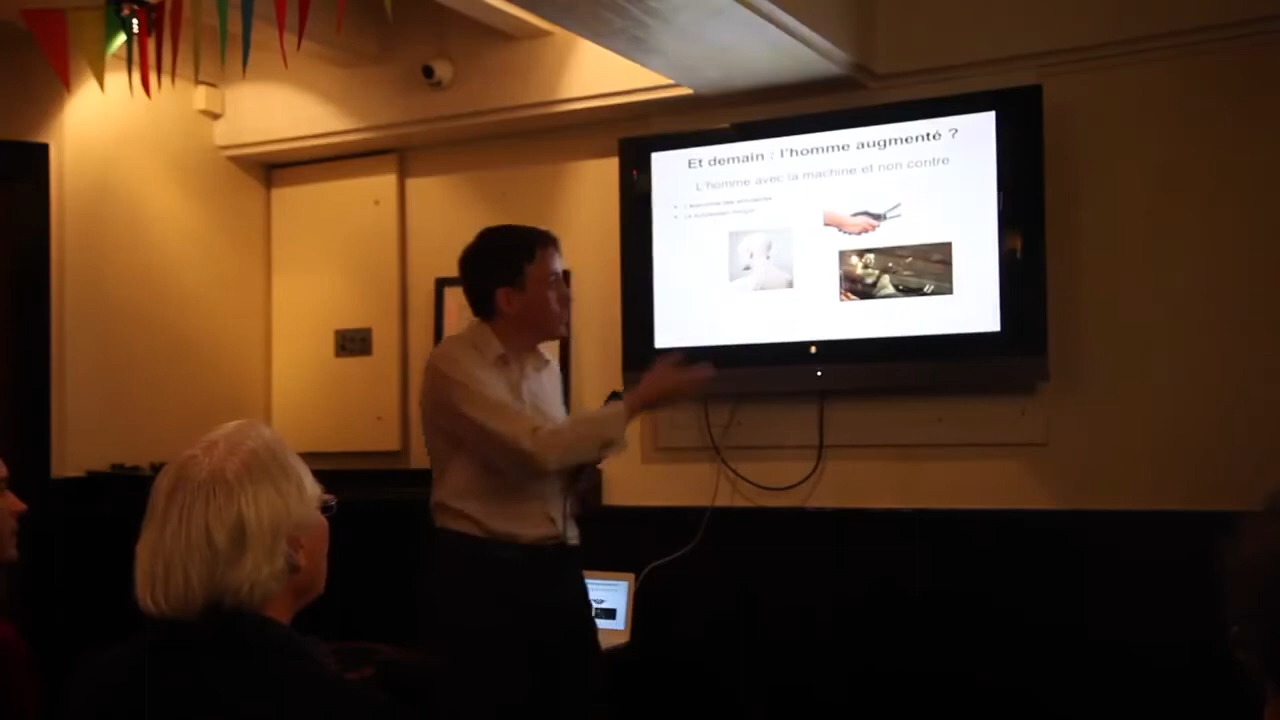 Et demain : l'homme augmenté ?
L'homme avec la machine et non contre